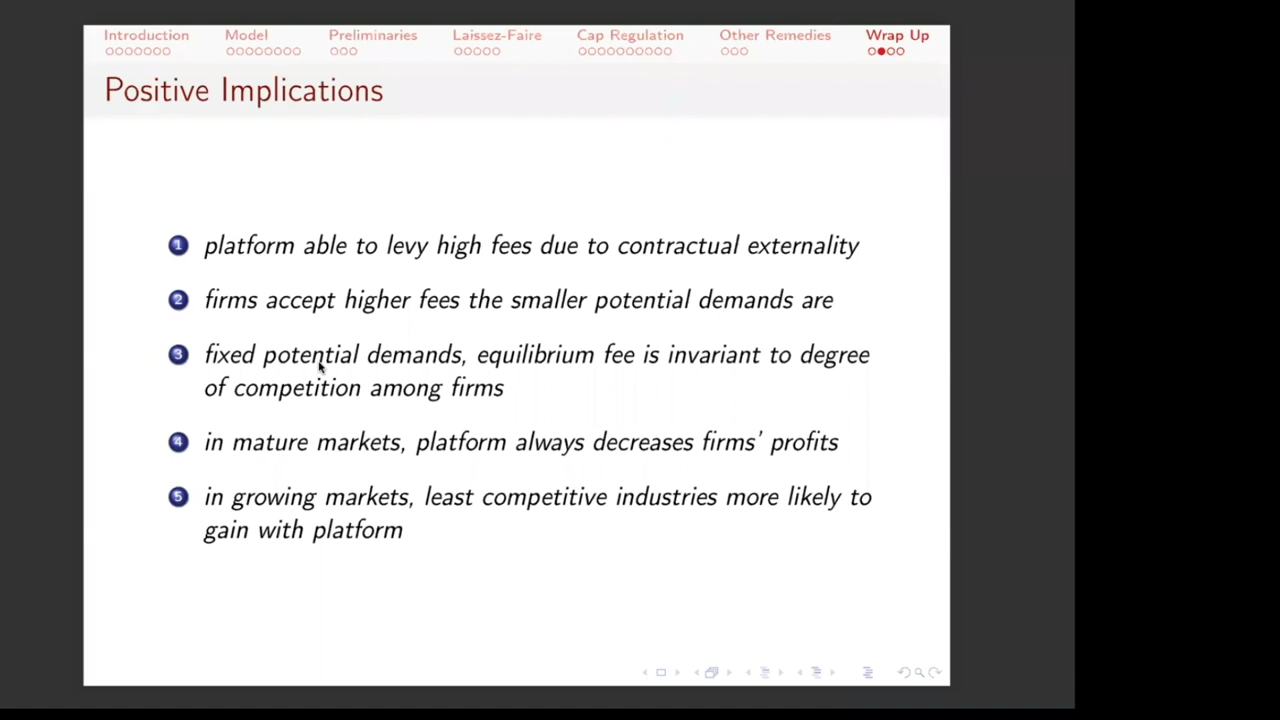 Introduction Model Preliminaries Laissez-Faire Cap Regulation Other Remedies Wrap Up
Positive Implications
1 platform able to levy high fees due to contractual externality
2 firms accept higher fees the smaller potential demands are
3 fixed potential demands, equilibrium fee is invariant to degree
of competition among firms
4 in mature markets, platform always decreases firms' profits
5 in growing markets, least competitive industries more likely to
gain with platform